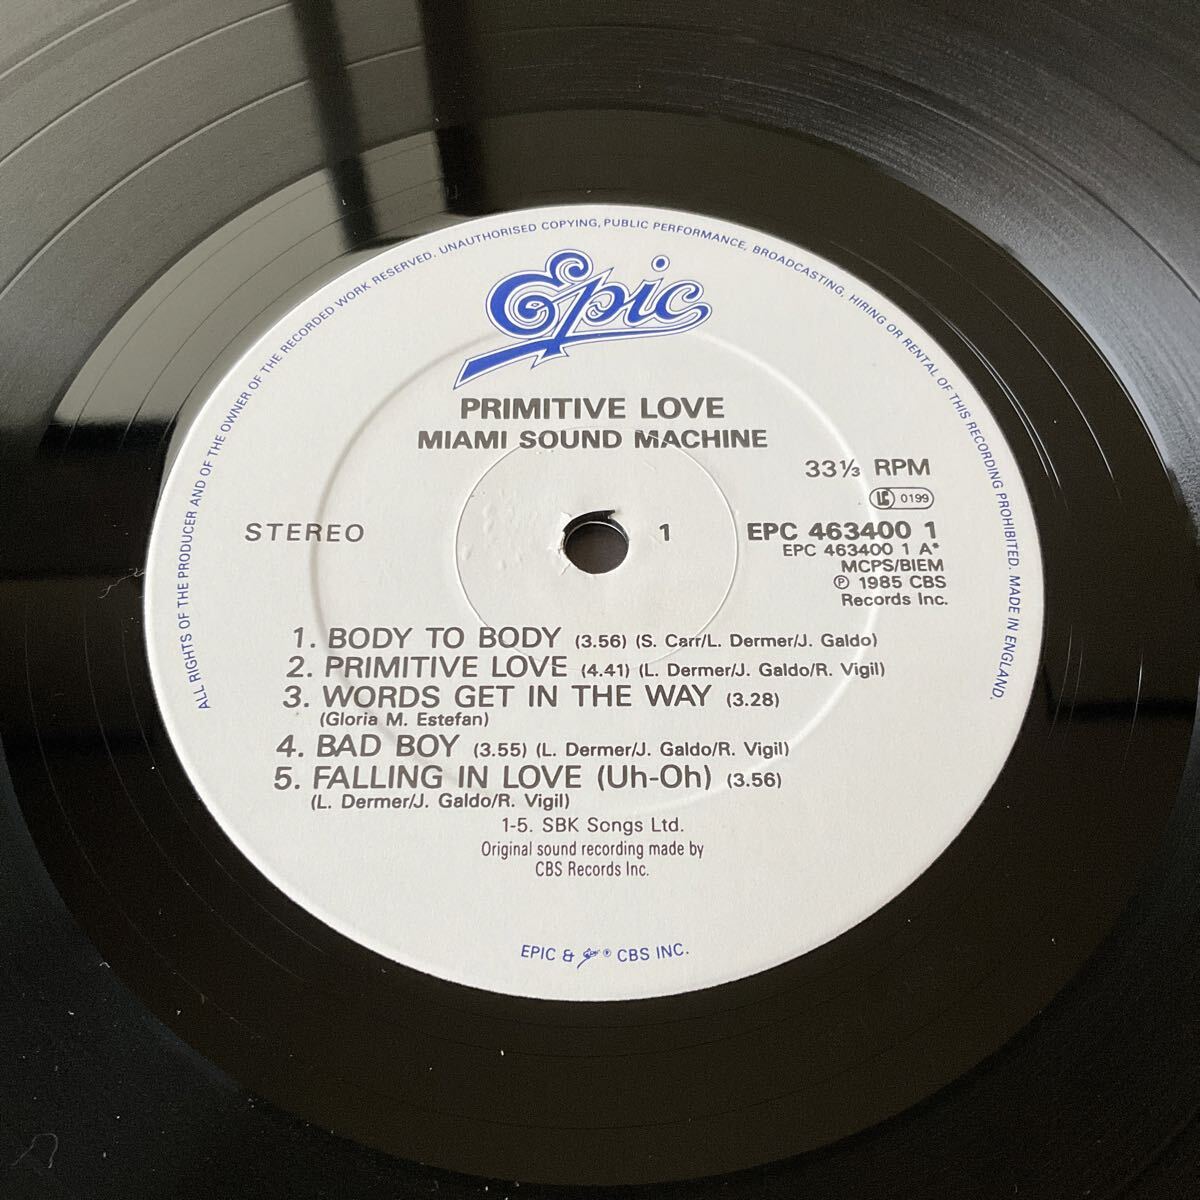 ALL RIGHTS OF THE PRODUCER AND OF THE OWNER OF THE RECORDED WORK RESERVED. UNAUTHORISED COPYING, PUBLIC PERFORMANCE, BROADCASTING, HIRING OR RENTAL OF THIS RECORDING PROHIBITED. MADE IN ENGLAND.
Epic
PRIMITIVE LOVE
MIAMI SOUND MACHINE
33⅓ RPM
LC 0199
STEREO
1
EPC 463400 1
EPC 463400 1 A*
MCPS/BIEM
℗ 1985 CBS
Records Inc.
1. BODY TO BODY (3.56) (S. Carr/L. Dermer/J. Galdo)
2. PRIMITIVE LOVE (4.41) (L. Dermer/J. Galdo/R. Vigil)
3. WORDS GET IN THE WAY (3.28)
(Gloria M. Estefan)
4. BAD BOY (3.55) (L. Dermer/J. Galdo/R. Vigil)
5. FALLING IN LOVE (Uh-Oh) (3.56)
(L. Dermer/J. Galdo/R. Vigil)
1-5. SBK Songs Ltd.
Original sound recording made by
CBS Records Inc.
EPIC & Epic ® CBS INC.